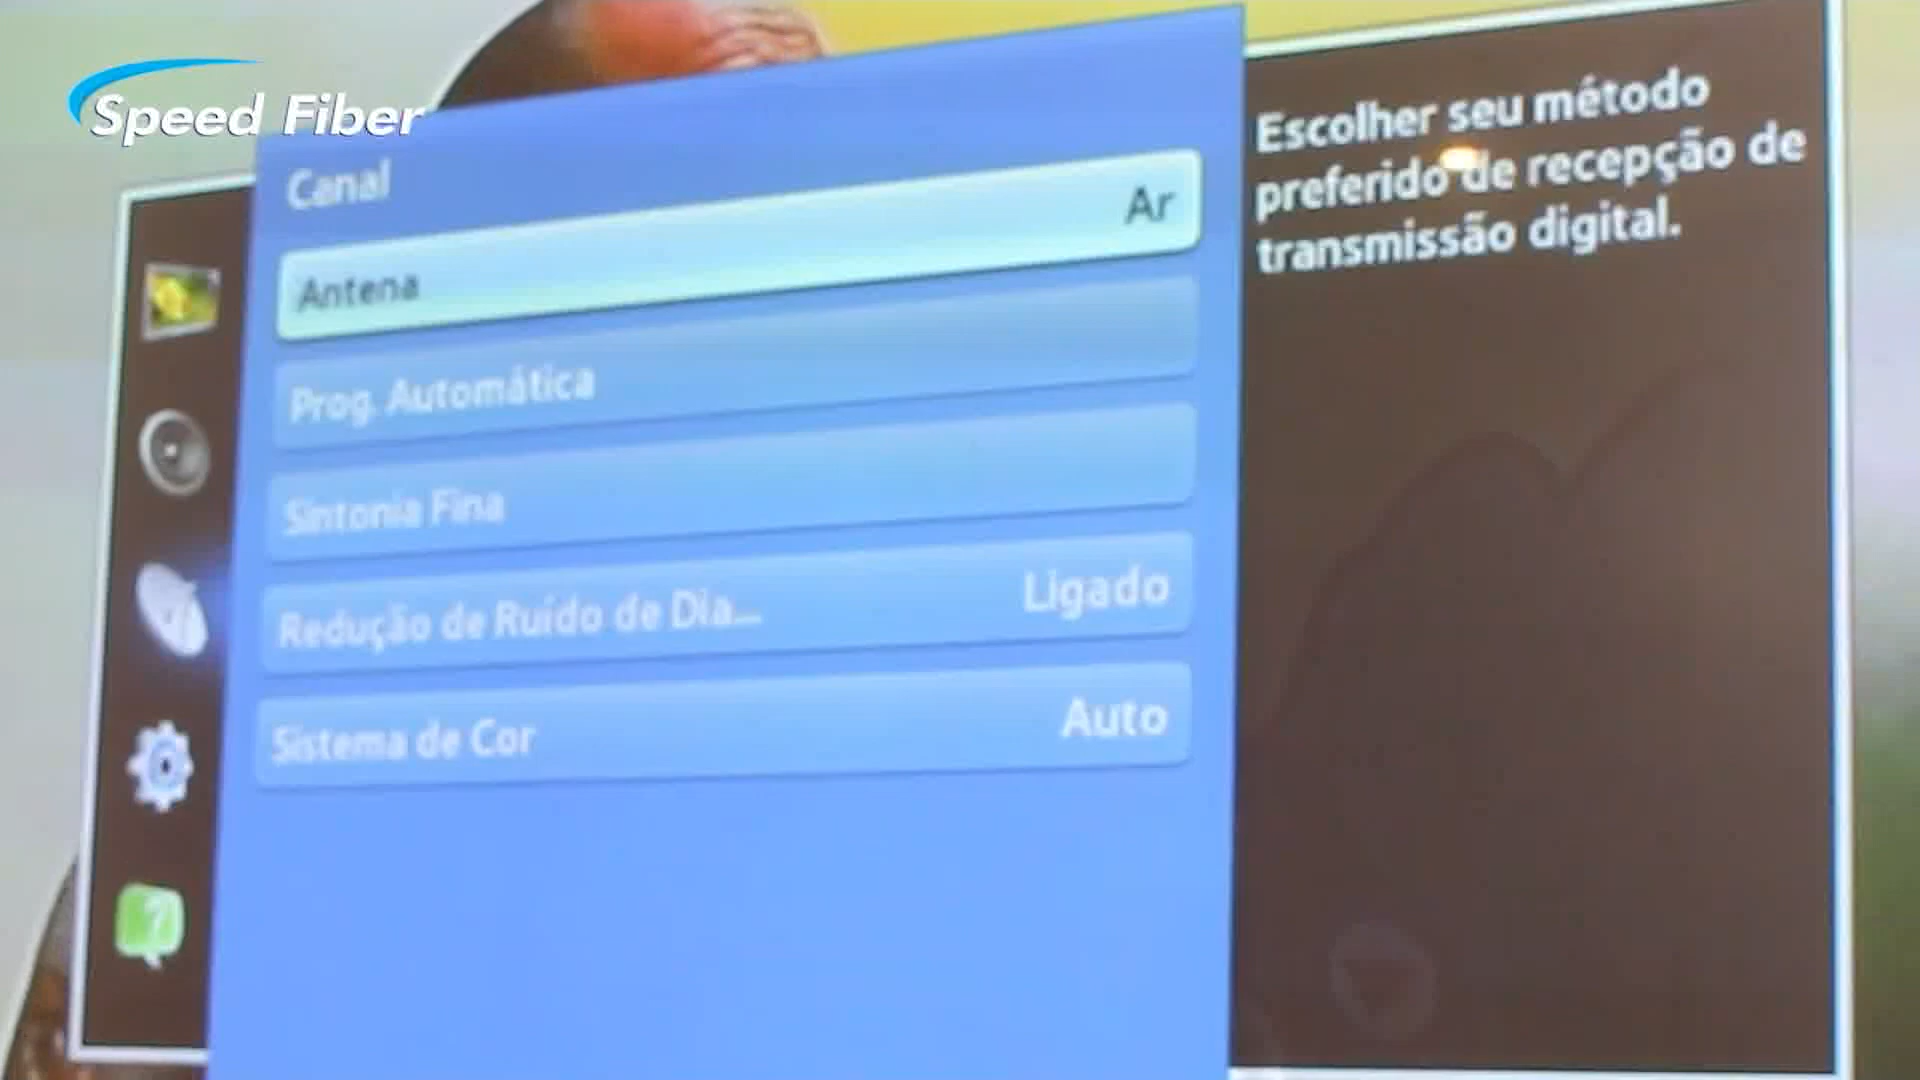 Speed Fiber
Canal
Antena Ar
Prog. Automática
Sintonia Fina
Redução de Ruído de Dia... Ligado
Sistema de Cor Auto
Escolher seu método
preferido de recepção de
transmissão digital.
?